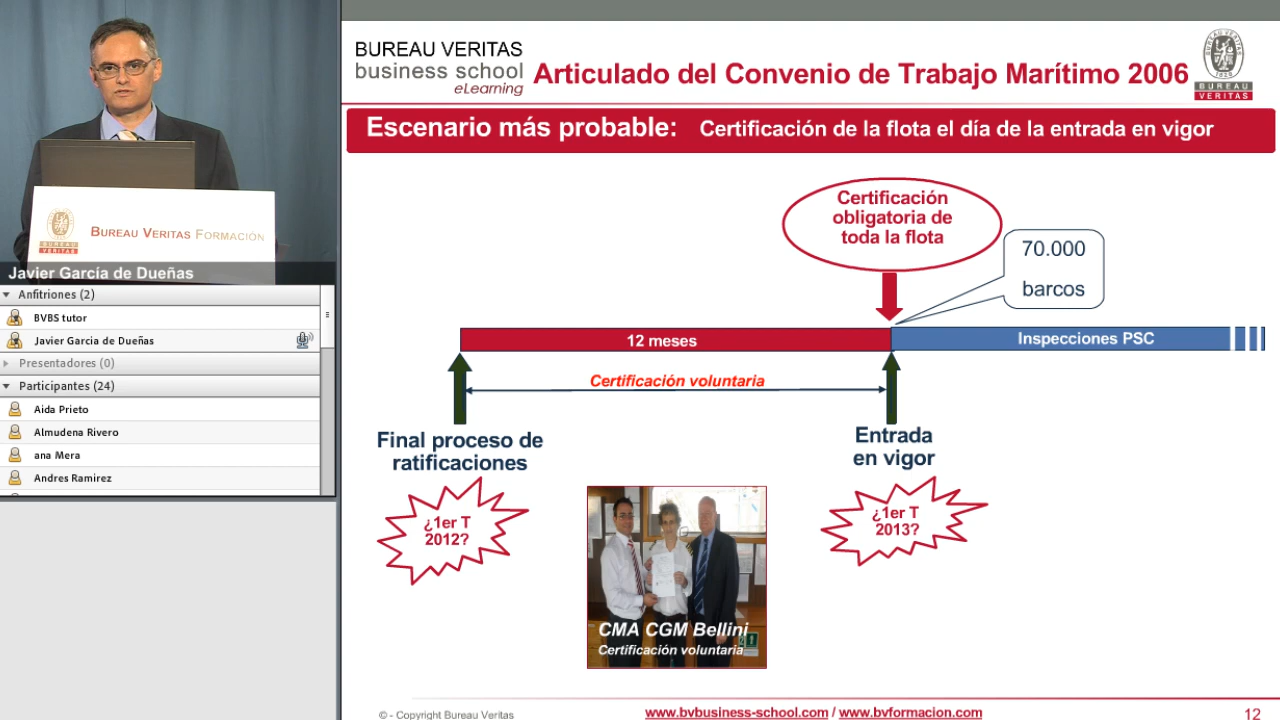 BUREAU VERITAS
business school
eLearning
Articulado del Convenio de Trabajo Marítimo 2006
BUREAU
VERITAS
Escenario más probable: Certificación de la flota el día de la entrada en vigor
BUREAU
VERITAS
BUREAU VERITAS FORMACIÓN
Javier García de Dueñas
Anfitriones (2)
BVBS tutor
Javier Garcia de Dueñas
Presentadores (0)
Participantes (24)
Aida Prieto
Almudena Rivero
ana Mera
Andres Ramirez
Certificación
obligatoria de
toda la flota
70.000
barcos
12 meses
Inspecciones PSC
Certificación voluntaria
Final proceso de
ratificaciones
Entrada
en vigor
¿1er T
2012?
¿1er T
2013?
CMA CGM Bellini
Certificación voluntaria
© - Copyright Bureau Veritas
www.bvbusiness-school.com / www.bvformacion.com
12